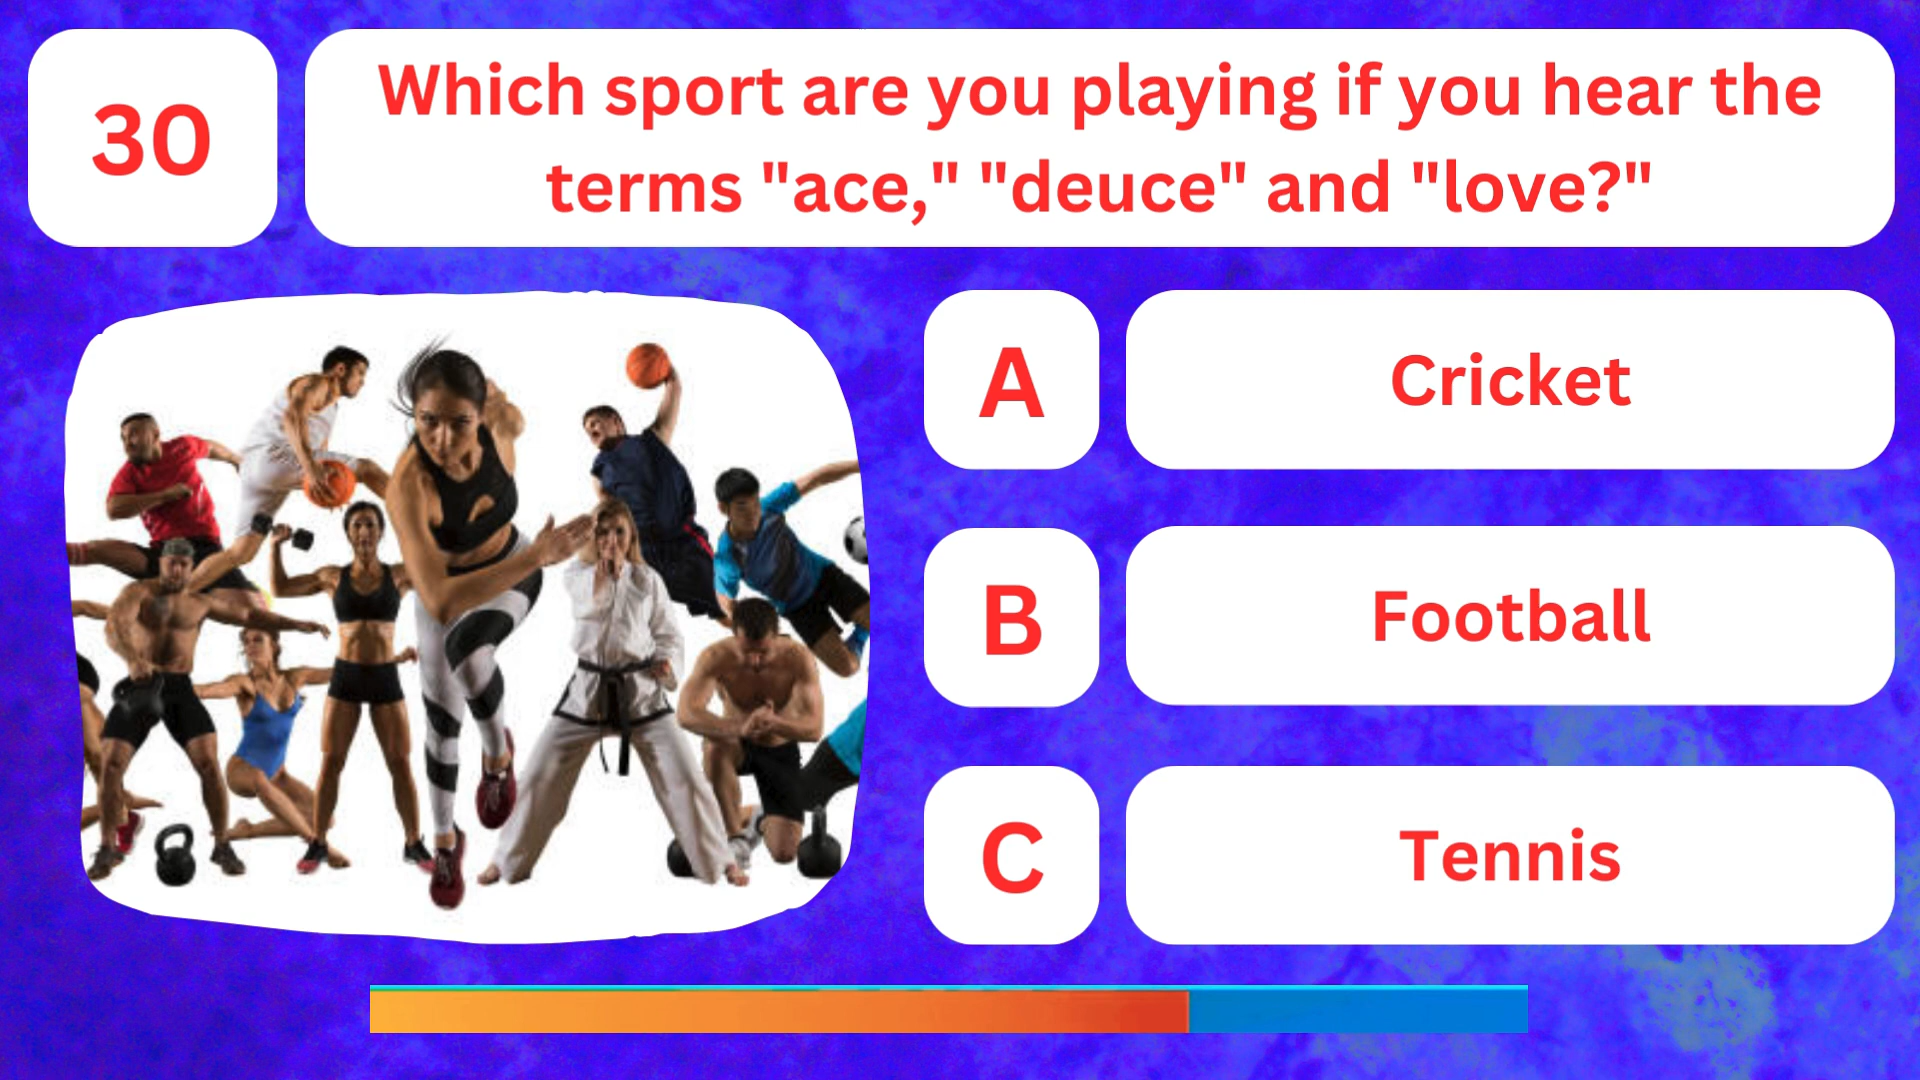 30
Which sport are you playing if you hear the
terms "ace," "deuce" and "love?"
A
Cricket
B
Football
C
Tennis